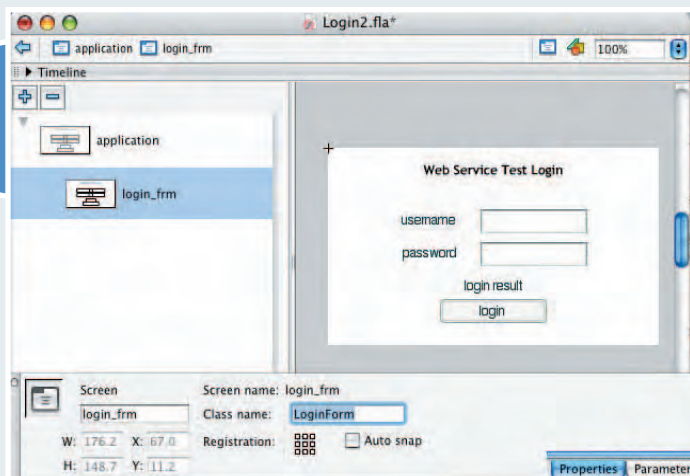 Login2.fla*
application login_frm 100%
Timeline
application
login_frm
Web Service Test Login
username
password
login result
login
Screen Screen name: login_frm
login_frm Class name: LoginForm
W: 176.2 X: 67.0 Registration: Auto snap
H: 148.7 Y: 11.2
Properties Parameter